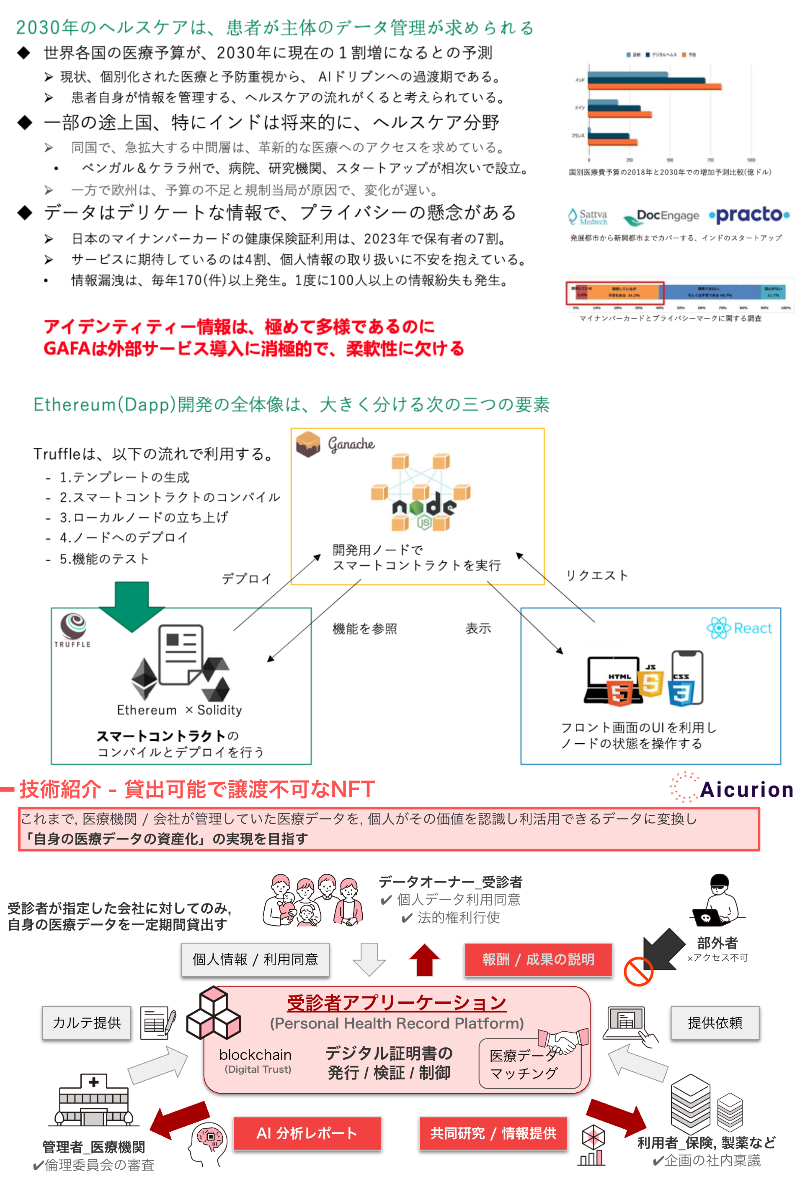 2030年のヘルスケアは、患者が主体のデータ管理が求められる
◆ 世界各国の医療予算が、2030年に現在の１割増になるとの予測
➢ 現状、個別化された医療と予防重視から、AIドリブンへの過渡期である。
➢ 患者自身が情報を管理する、ヘルスケアの流れがくると考えられている。
◆ 一部の途上国、特にインドは将来的に、ヘルスケア分野
➢ 同国で、急拡大する中間層は、革新的な医療へのアクセスを求めている。
• ベンガル＆ケララ州で、病院、研究機関、スタートアップが相次いで設立。
➢ 一方で欧州は、予算の不足と規制当局が原因で、変化が遅い。
◆ データはデリケートな情報で、プライバシーの懸念がある
➢ 日本のマイナンバーカードの健康保険証利用は、2023年で保有者の7割。
➢ サービスに期待しているのは4割、個人情報の取り扱いに不安を抱えている。
• 情報漏洩は、毎年170(件)以上発生。1度に100人以上の情報紛失も発生。
アイデンティティー情報は、極めて多様であるのに
GAFAは外部サービス導入に消極的で、柔軟性に欠ける
診断 デジタルヘルス 予防
インド
ドイツ
フランス
0 250 500 750 1000
国別医療費予算の2018年と2030年での増加予測比較(億ドル)
Sattva Medtech
DocEngage
practo
発展都市から新興都市までカバーする、インドのスタートアップ
0% 10% 20% 30% 40% 50% 60% 70% 80% 90% 100%
マイナンバーカードとプライバシーマークに関する調査
Ethereum(Dapp)開発の全体像は、大きく分ける次の三つの要素
Truffleは、以下の流れで利用する。
- 1.テンプレートの生成
- 2.スマートコントラクトのコンパイル
- 3.ローカルノードの立ち上げ
- 4.ノードへのデプロイ
- 5.機能のテスト
Ganache
node
JS
開発用ノードで
スマートコントラクトを実行
デプロイ
リクエスト
機能を参照
表示
TRUFFLE
Ethereum × Solidity
スマートコントラクトの
コンパイルとデプロイを行う
React
HTML
JS
CSS
フロント画面のUIを利用し
ノードの状態を操作する
技術紹介 - 貸出可能で譲渡不可なNFT
Aicurion
これまで, 医療機関 / 会社が管理していた医療データを, 個人がその価値を認識し利活用できるデータに変換し
「自身の医療データの資産化」の実現を目指す
受診者が指定した会社に対してのみ,
自身の医療データを一定期間貸出す
データオーナー_受診者
✔ 個人データ利用同意
✔ 法的権利行使
部外者
×アクセス不可
個人情報 / 利用同意
報酬 / 成果の説明
カルテ提供
提供依頼
受診者アプリーケーション
(Personal Health Record Platform)
blockchain
(Digital Trust)
デジタル証明書の
発行 / 検証 / 制御
医療データ
マッチング
管理者_医療機関
✔倫理委員会の審査
AI 分析レポート
共同研究 / 情報提供
利用者_保険, 製薬など
✔企画の社内稟議